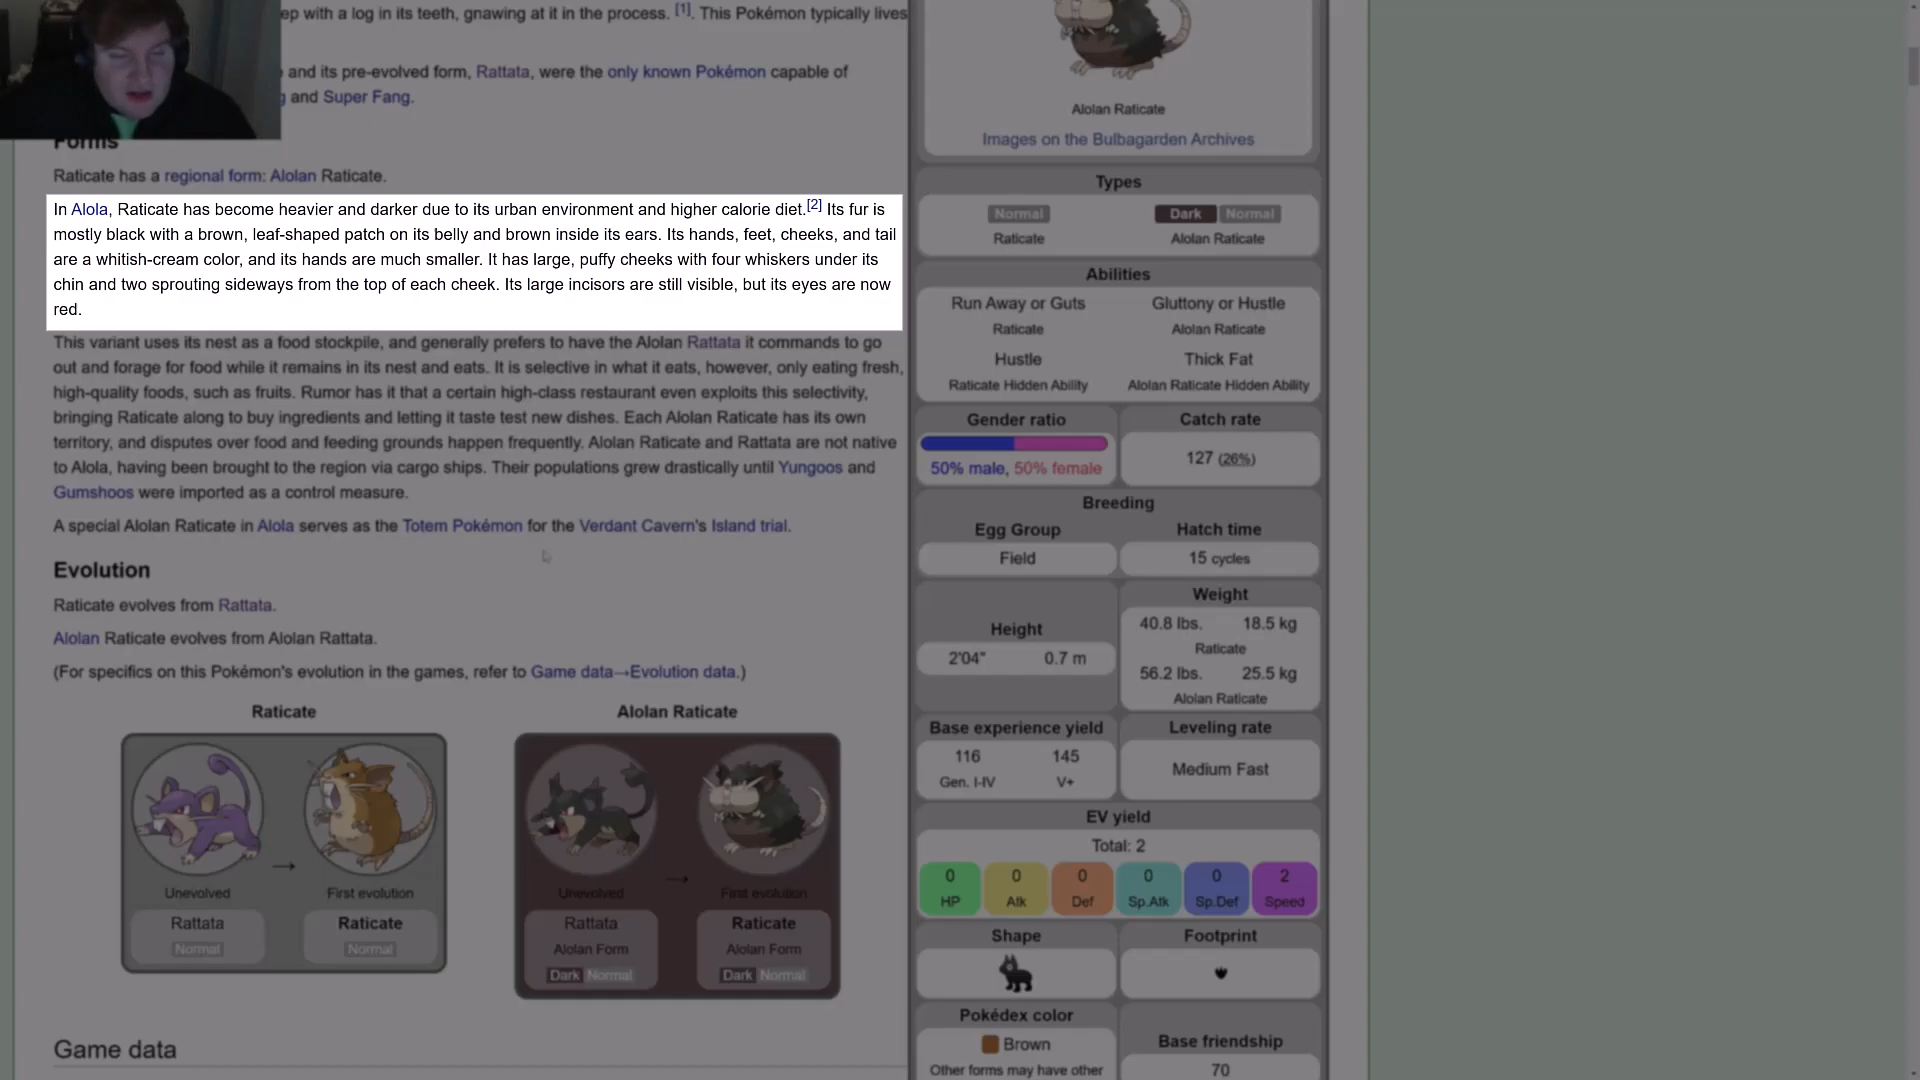 ep with a log in its teeth, gnawing at it in the process. [1]. This Pokémon typically lives
and its pre-evolved form, Rattata, were the only known Pokémon capable of
and Super Fang.
Forms
Raticate has a regional form: Alolan Raticate.
In Alola, Raticate has become heavier and darker due to its urban environment and higher calorie diet.[2] Its fur is
mostly black with a brown, leaf-shaped patch on its belly and brown inside its ears. Its hands, feet, cheeks, and tail
are a whitish-cream color, and its hands are much smaller. It has large, puffy cheeks with four whiskers under its
chin and two sprouting sideways from the top of each cheek. Its large incisors are still visible, but its eyes are now
red.
This variant uses its nest as a food stockpile, and generally prefers to have the Alolan Rattata it commands to go
out and forage for food while it remains in its nest and eats. It is selective in what it eats, however, only eating fresh,
high-quality foods, such as fruits. Rumor has it that a certain high-class restaurant even exploits this selectivity,
bringing Raticate along to buy ingredients and letting it taste test new dishes. Each Alolan Raticate has its own
territory, and disputes over food and feeding grounds happen frequently. Alolan Raticate and Rattata are not native
to Alola, having been brought to the region via cargo ships. Their populations grew drastically until Yungoos and
Gumshoos were imported as a control measure.
A special Alolan Raticate in Alola serves as the Totem Pokémon for the Verdant Cavern's Island trial.
Evolution
Raticate evolves from Rattata.
Alolan Raticate evolves from Alolan Rattata.
(For specifics on this Pokémon's evolution in the games, refer to Game data→Evolution data.)
Raticate
Unevolved
→
First evolution
Rattata
Raticate
Normal
Normal
Alolan Raticate
Unevolved
→
First evolution
Rattata
Raticate
Alolan Form
Alolan Form
Dark Normal
Dark Normal
Game data
Alolan Raticate
Images on the Bulbagarden Archives
Types
Normal
Dark Normal
Raticate
Alolan Raticate
Abilities
Run Away or Guts
Gluttony or Hustle
Raticate
Alolan Raticate
Hustle
Thick Fat
Raticate Hidden Ability
Alolan Raticate Hidden Ability
Gender ratio
50% male, 50% female
Catch rate
127 (26%)
Breeding
Egg Group
Field
Hatch time
15 cycles
Height
2'04" 0.7 m
Weight
40.8 lbs. 18.5 kg
Raticate
56.2 lbs. 25.5 kg
Alolan Raticate
Base experience yield
116 145
Gen. I-IV V+
Leveling rate
Medium Fast
EV yield
Total: 2
0 0 0 0 0 2
HP Atk Def Sp.Atk Sp.Def Speed
Shape
Footprint
Pokédex color
Brown
Other forms may have other
Base friendship
70